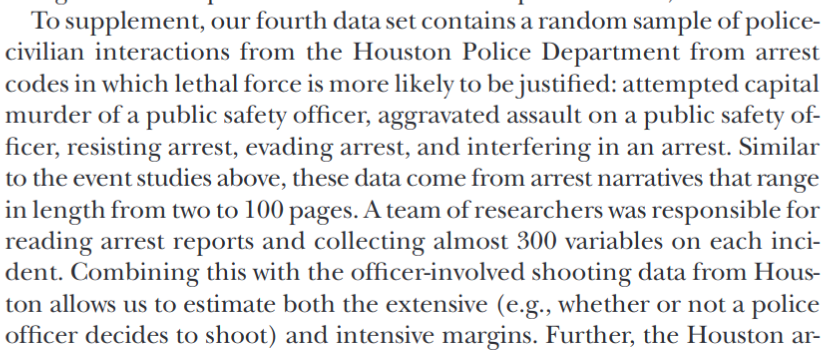 To supplement, our fourth data set contains a random sample of police-
civilian interactions from the Houston Police Department from arrest
codes in which lethal force is more likely to be justified: attempted capital
murder of a public safety officer, aggravated assault on a public safety of-
ficer, resisting arrest, evading arrest, and interfering in an arrest. Similar
to the event studies above, these data come from arrest narratives that range
in length from two to 100 pages. A team of researchers was responsible for
reading arrest reports and collecting almost 300 variables on each inci-
dent. Combining this with the officer-involved shooting data from Hous-
ton allows us to estimate both the extensive (e.g., whether or not a police
officer decides to shoot) and intensive margins. Further, the Houston ar-